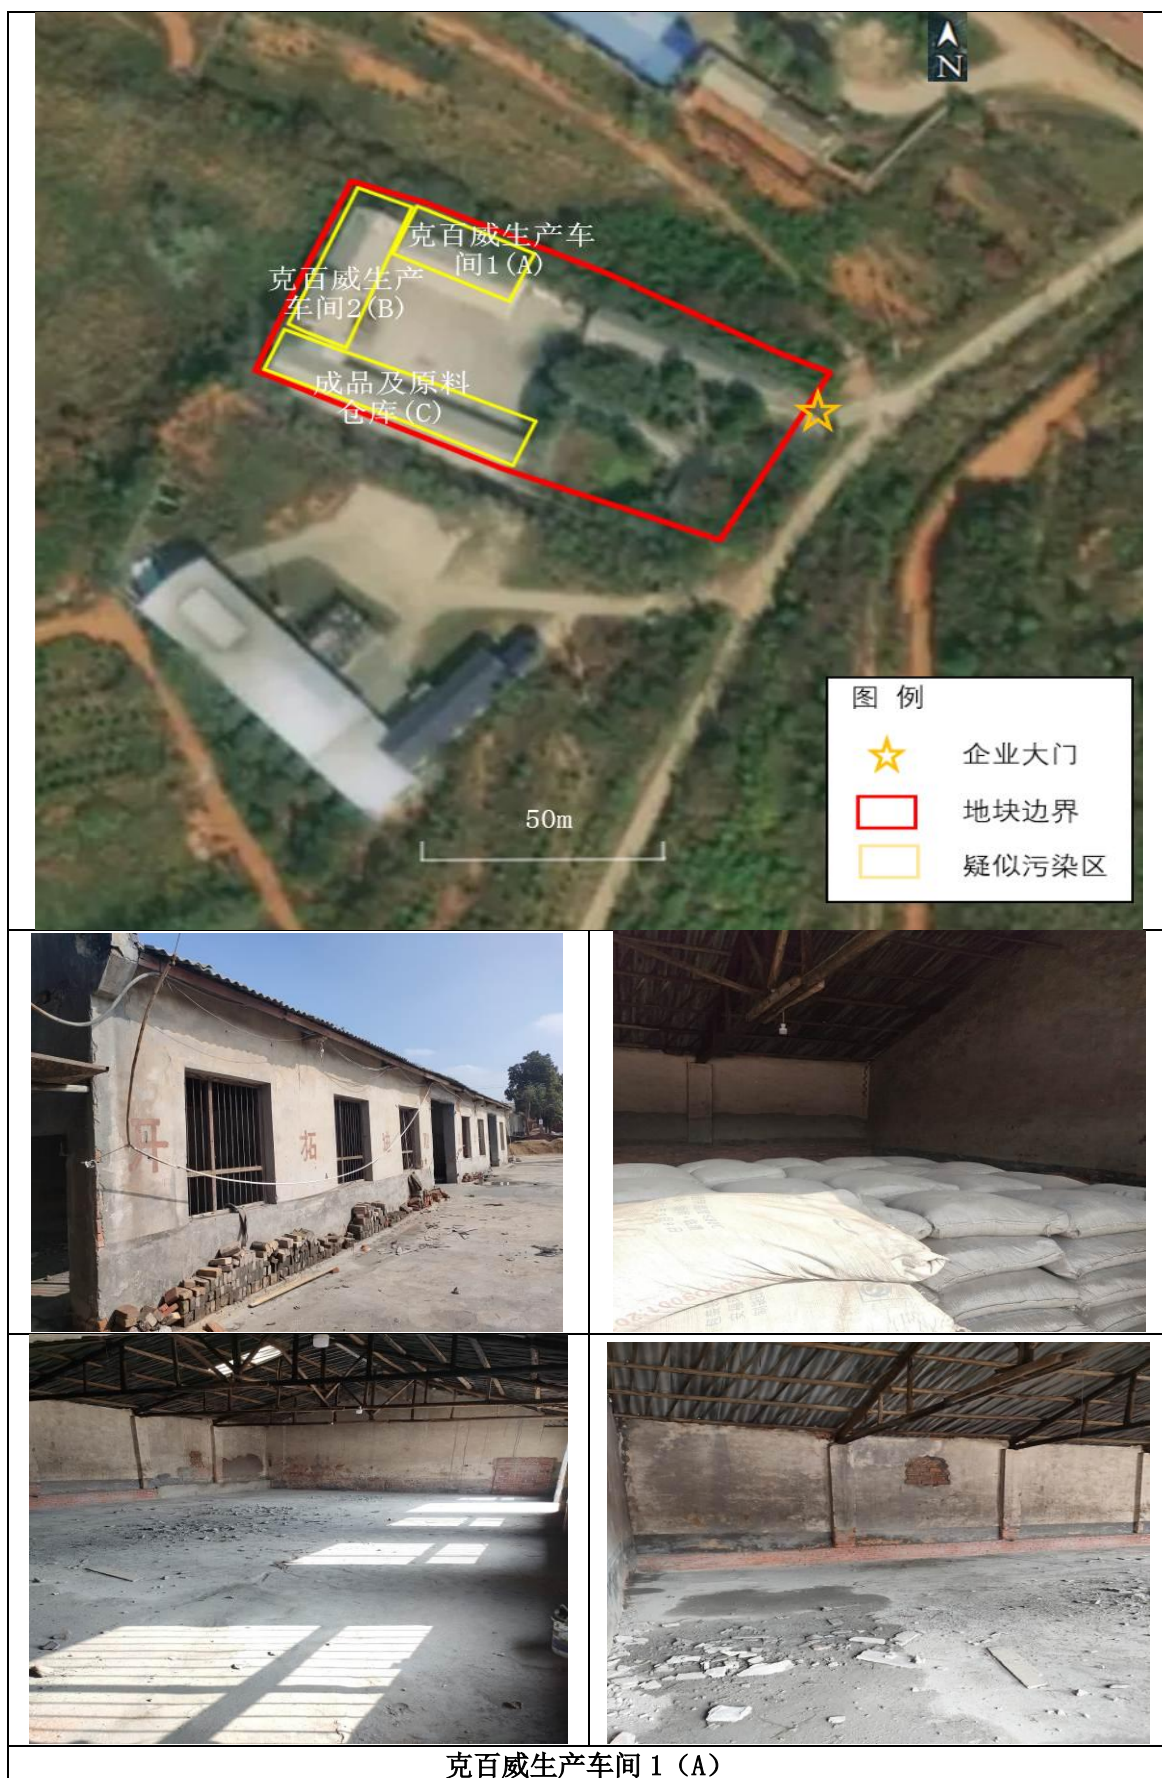 N
克百威生产车
间1(A)
克百威生产
车间2(B)
成品及原料
仓库(C)
50m
图 例
企业大门
地块边界
疑似污染区
开
拓
克百威生产车间 1（A）